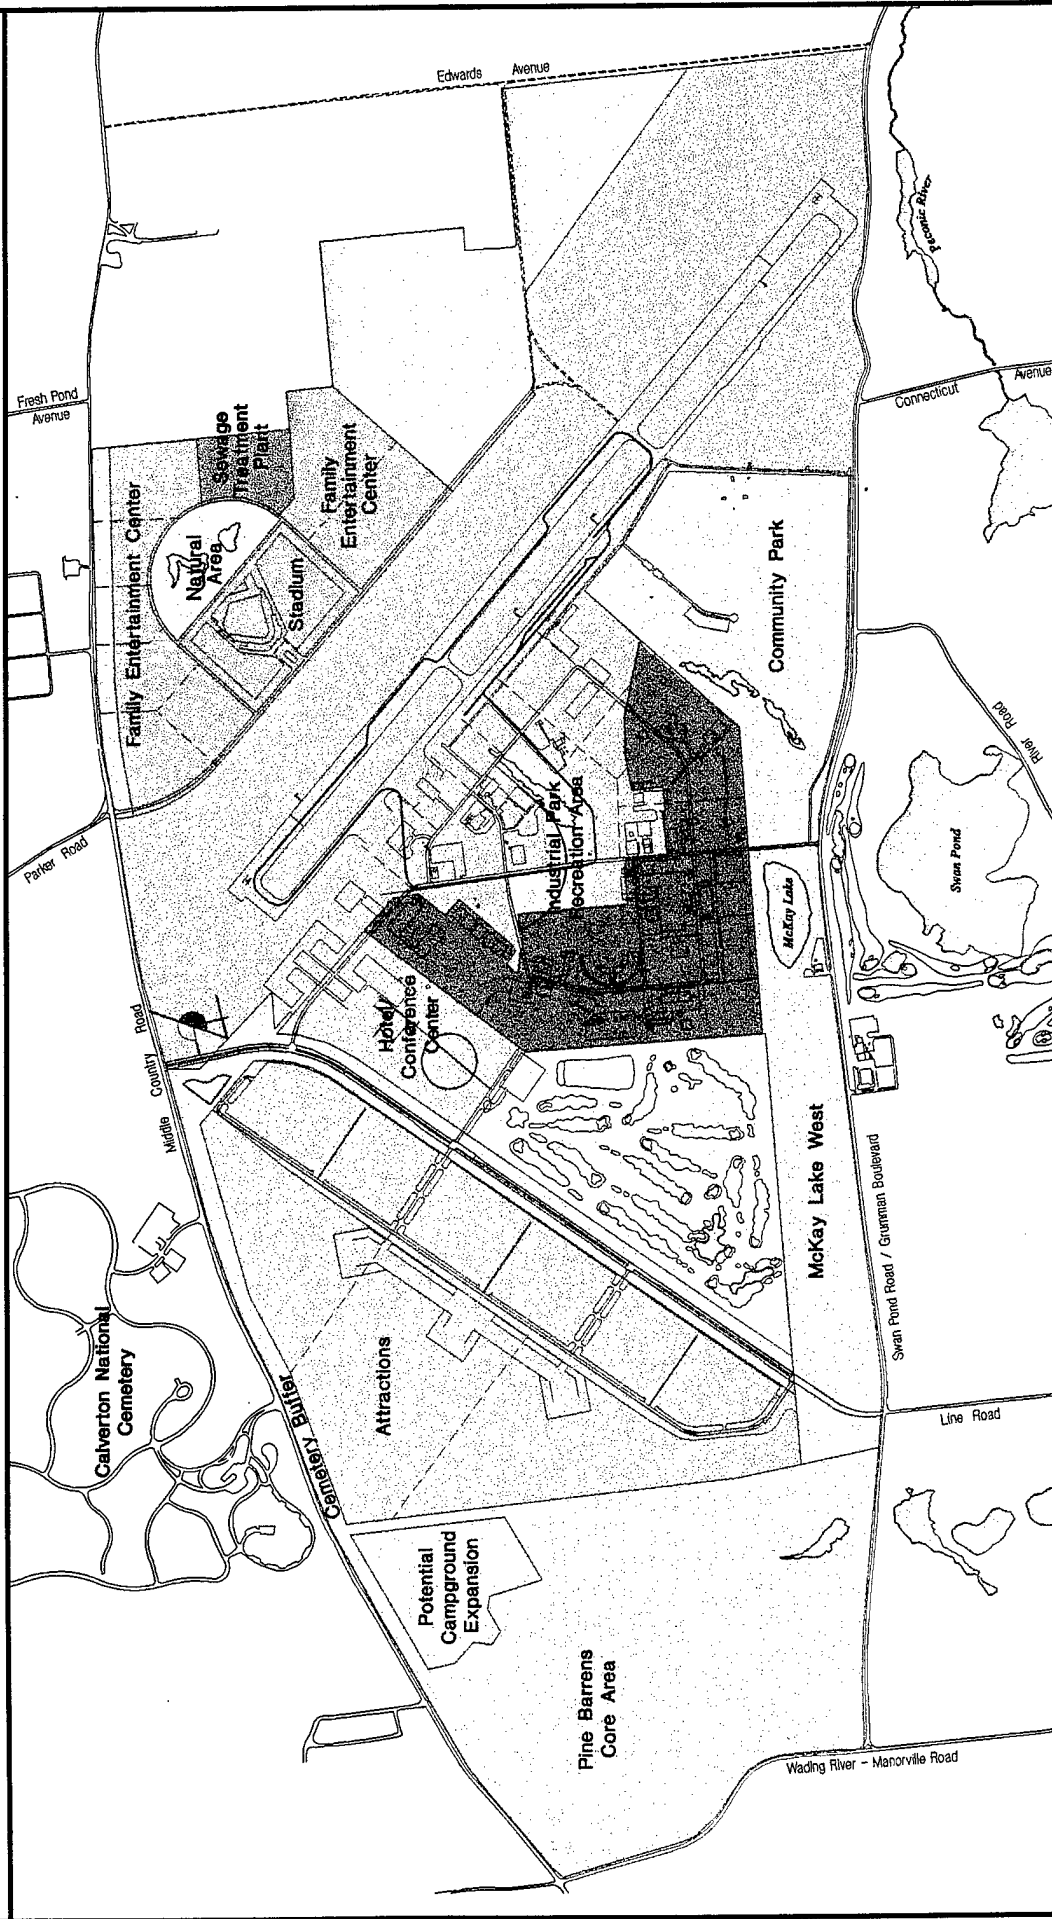 Edwards Avenue
Fresh Pond
Avenue
Sewage
Treatment
Plant
Family
Entertainment
Center
Family Entertainment Center
Natural
Area
Stadium
Peconic River
Connecticut Avenue
Community Park
River Road
Parker Road
Industrial Park
Recreation Area
Swan Pond
McKay Lake
Hotel/
Conference
Center
Middle Country Road
McKay Lake West
Swan Pond Road / Grumman Boulevard
Calverton National
Cemetery
Cemetery Buffer
Attractions
Line Road
Potential
Campground
Expansion
Pine Barrens
Core Area
Wading River - Manorville Road